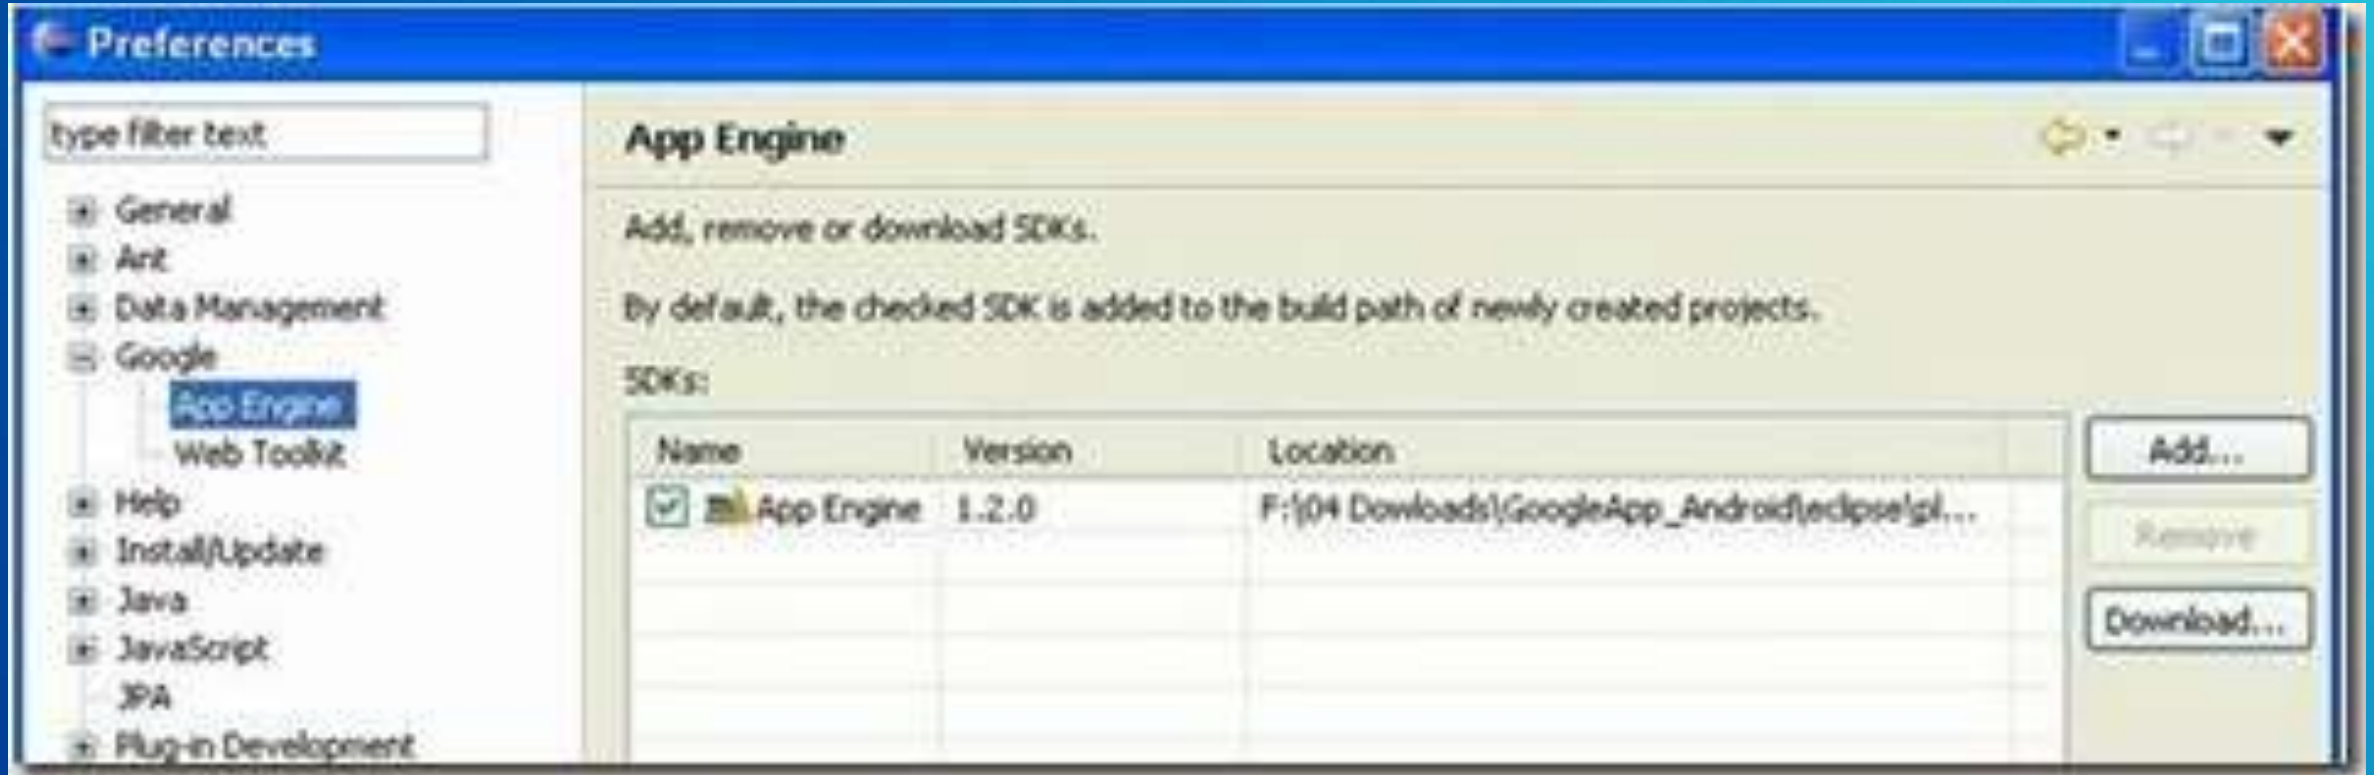 Preferences
type filter text
General
Ant
Data Management
Google
App Engine
Web Toolkit
Help
Install/Update
Java
JavaScript
JPA
Plug-in Development
App Engine
Add, remove or download SDKs.
By default, the checked SDK is added to the build path of newly created projects.
SDKs:
Name Version Location
App Engine 1.2.0 F:\04 Dowloads\GoogleApp_Android\eclipse\pl...
Add...
Remove
Download...